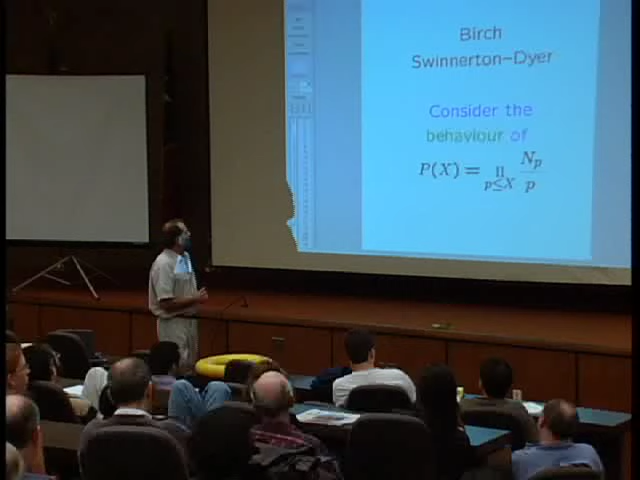 Birch
Swinnerton-Dyer
Consider the
behaviour of
P(X) = ∏_{p≤X} N_p/p